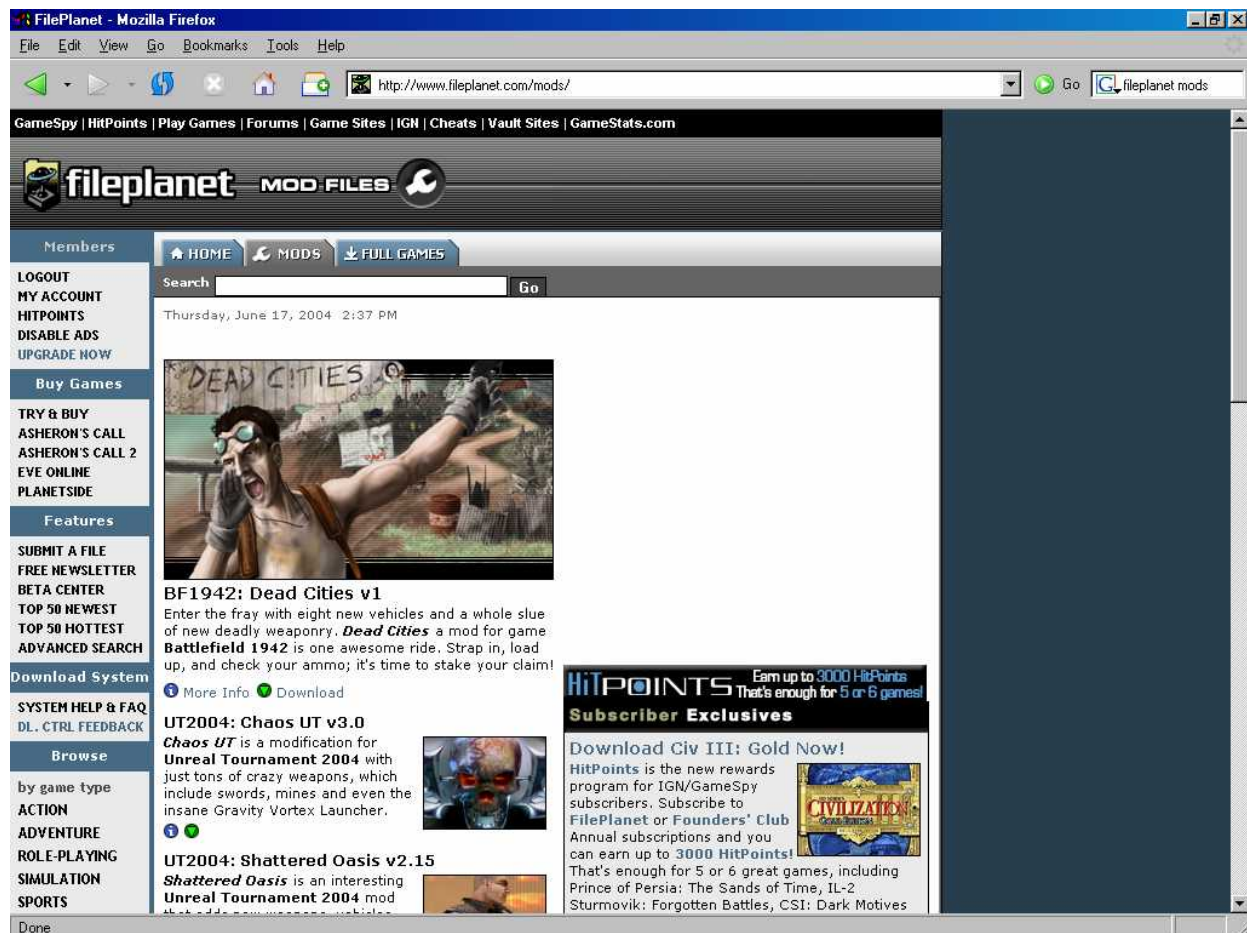 FilePlanet - Mozilla Firefox
File Edit View Go Bookmarks Tools Help
http://www.fileplanet.com/mods/
Go
fileplanet mods
GameSpy | HitPoints | Play Games | Forums | Game Sites | IGN | Cheats | Vault Sites | GameStats.com
fileplanet MOD FILES
Members
LOGOUT
MY ACCOUNT
HITPOINTS
DISABLE ADS
UPGRADE NOW
Buy Games
TRY & BUY
ASHERON'S CALL
ASHERON'S CALL 2
EVE ONLINE
PLANETSIDE
Features
SUBMIT A FILE
FREE NEWSLETTER
BETA CENTER
TOP 50 NEWEST
TOP 50 HOTTEST
ADVANCED SEARCH
Download System
SYSTEM HELP & FAQ
DL. CTRL FEEDBACK
Browse
by game type
ACTION
ADVENTURE
ROLE-PLAYING
SIMULATION
SPORTS
HOME MODS FULL GAMES
Search Go
Thursday, June 17, 2004 2:37 PM
DEAD CITIES
BF1942: Dead Cities v1
Enter the fray with eight new vehicles and a whole slue
of new deadly weaponry. Dead Cities a mod for game
Battlefield 1942 is one awesome ride. Strap in, load
up, and check your ammo; it's time to stake your claim!
More Info Download
UT2004: Chaos UT v3.0
Chaos UT is a modification for
Unreal Tournament 2004 with
just tons of crazy weapons, which
include swords, mines and even the
insane Gravity Vortex Launcher.
UT2004: Shattered Oasis v2.15
Shattered Oasis is an interesting
Unreal Tournament 2004 mod
that adds new weapons, vehicles
HitPOINTS Earn up to 3000 HitPoints
That's enough for 5 or 6 games!
Subscriber Exclusives
Download Civ III: Gold Now!
HitPoints is the new rewards
program for IGN/GameSpy
subscribers. Subscribe to
FilePlanet or Founders' Club
Annual subscriptions and you
can earn up to 3000 HitPoints!
That's enough for 5 or 6 great games, including
Prince of Persia: The Sands of Time, IL-2
Sturmovik: Forgotten Battles, CSI: Dark Motives
CIVILIZATION
GOLD EDITION
Done